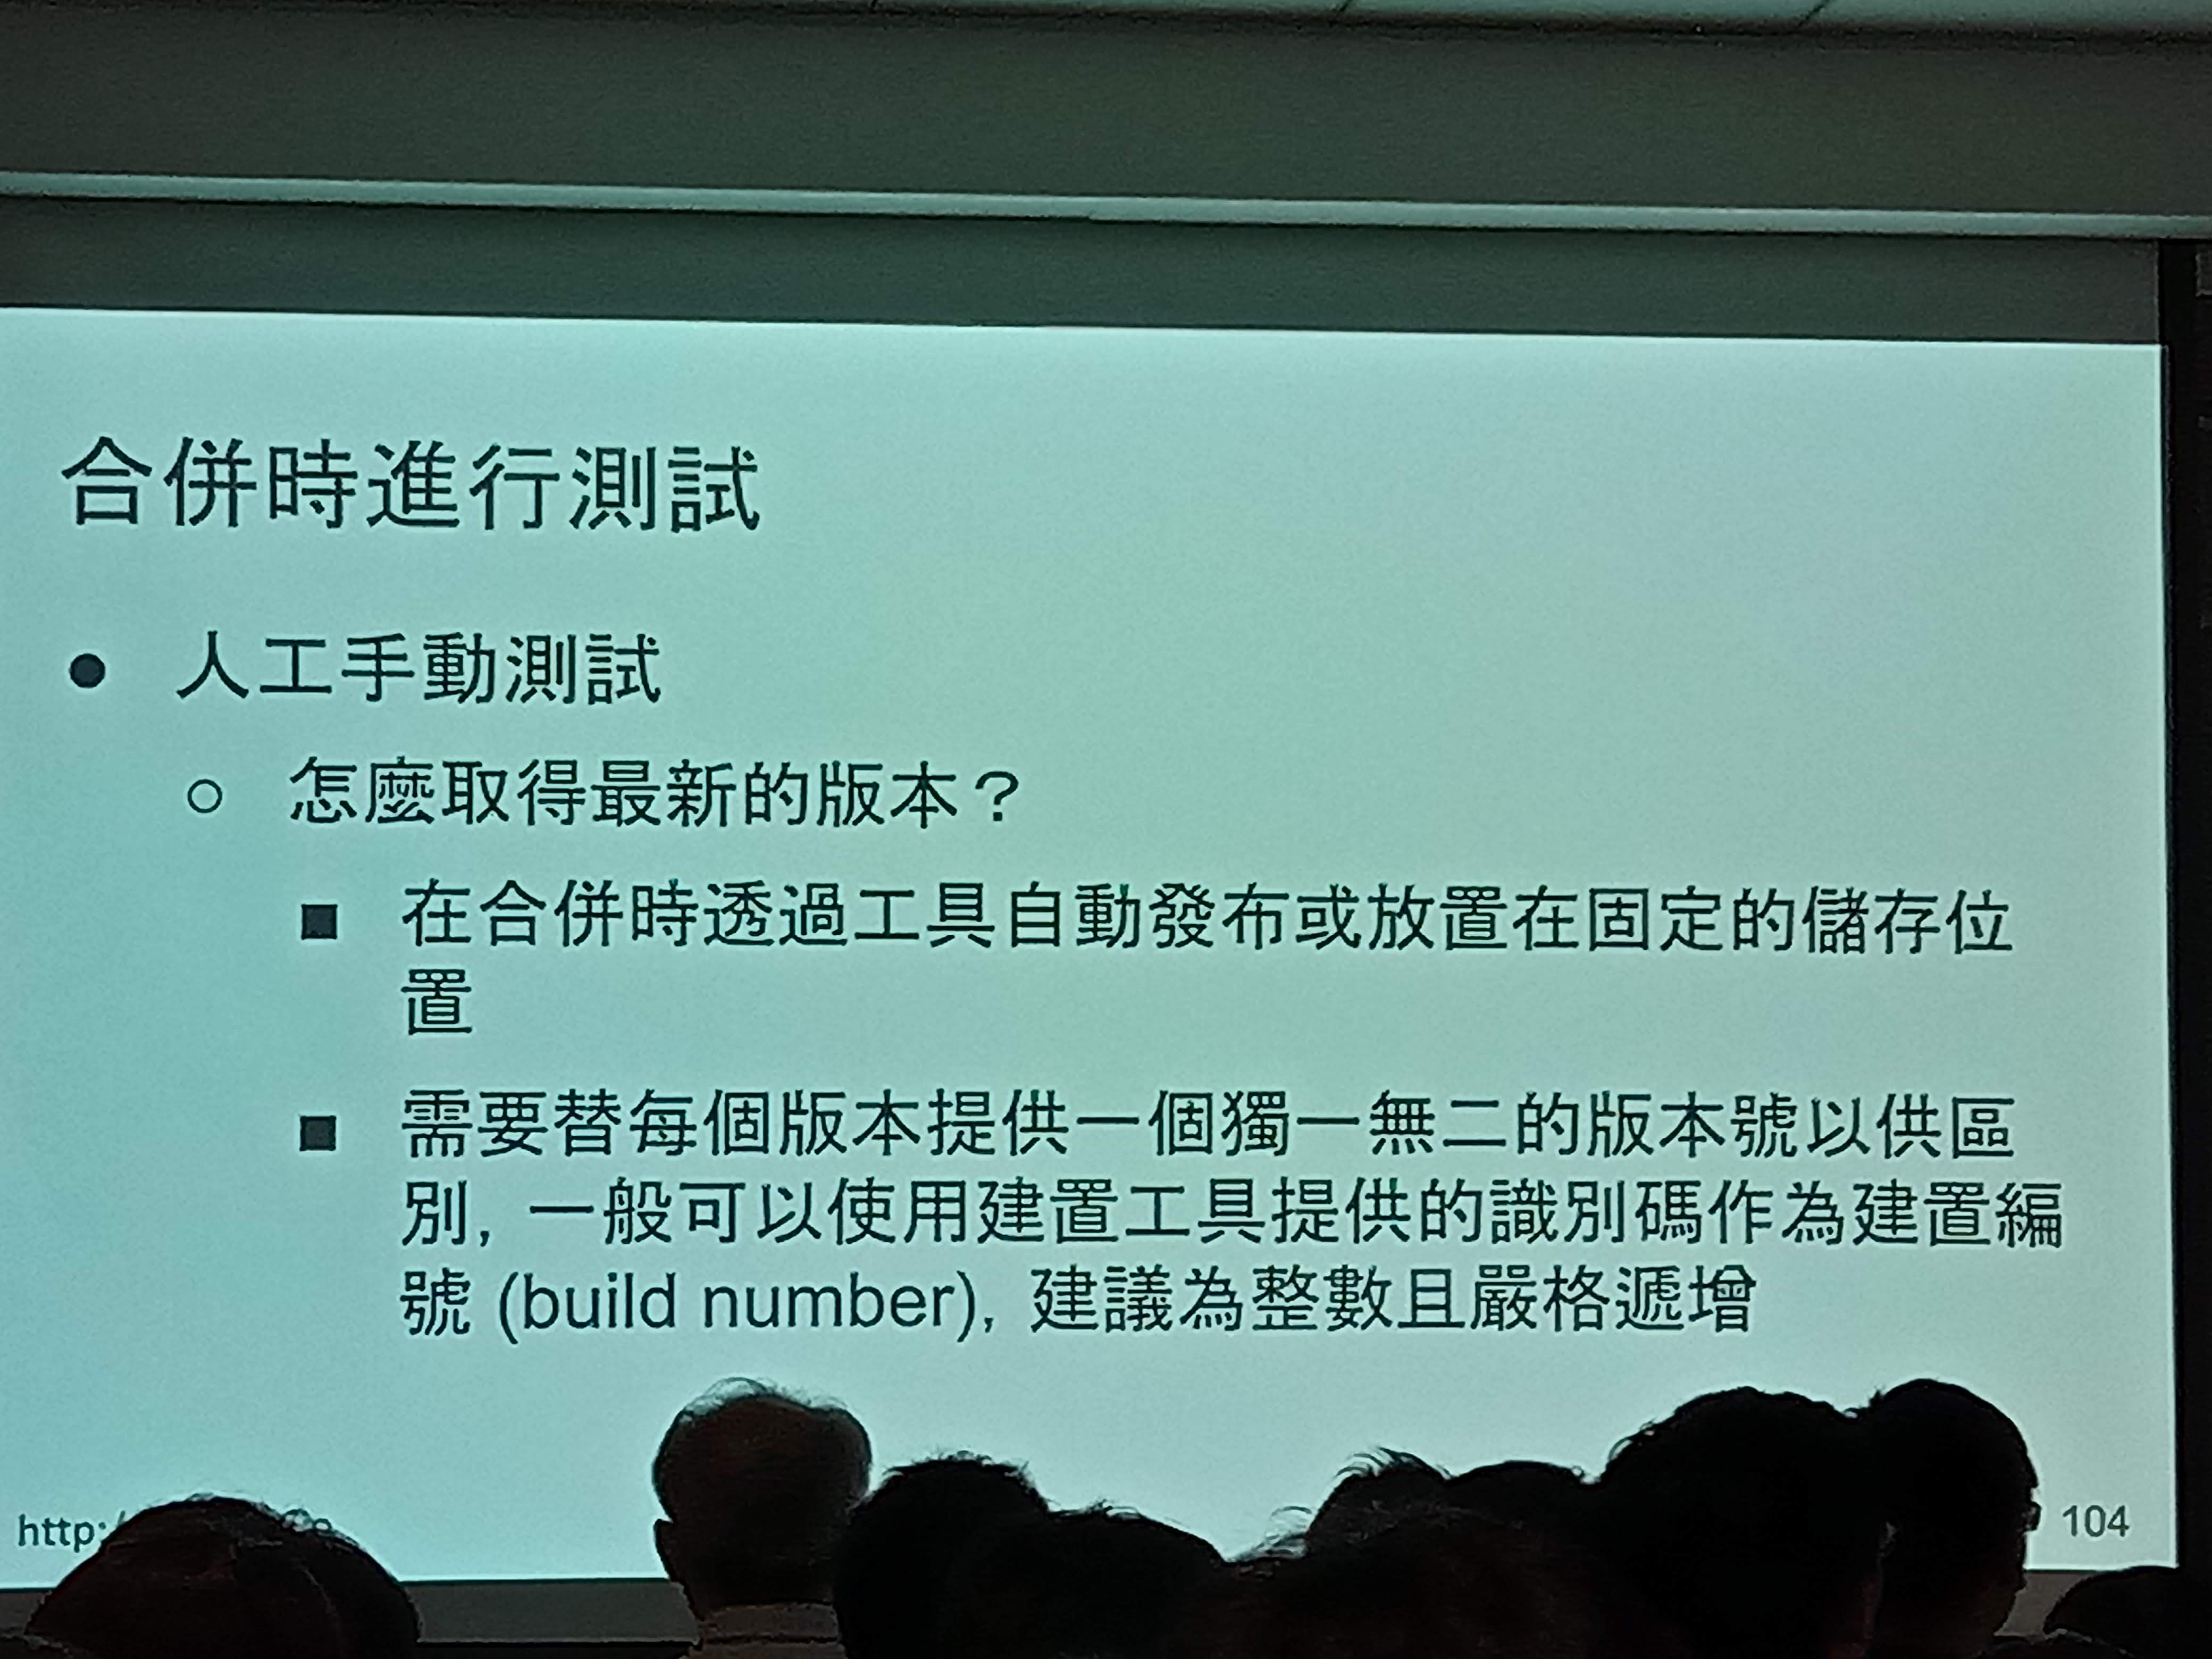 合併時進行測試
● 人工手動測試
○ 怎麼取得最新的版本？
■ 在合併時透過工具自動發布或放置在固定的儲存位
置
■ 需要替每個版本提供一個獨一無二的版本號以供區
別, 一般可以使用建置工具提供的識別碼作為建置編
號 (build number), 建議為整數且嚴格遞增
http:/
104